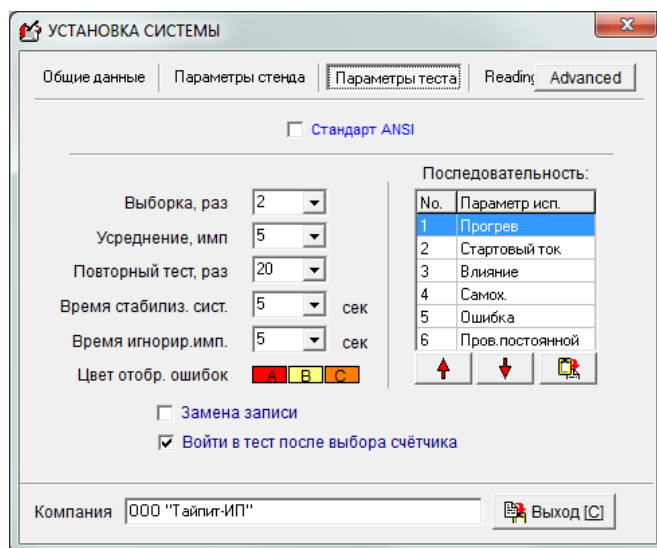 УСТАНОВКА СИСТЕМЫ
Общие данные Параметры стенда Параметры теста Reading Advanced
Стандарт ANSI
Последовательность:
Выборка, раз 2
Усреднение, имп 5
Повторный тест, раз 20
Время стабилиз. сист. 5 сек
Время игнорир.имп. 5 сек
Цвет отобр. ошибок A B C
No. Параметр исп.
1 Прогрев
2 Стартовый ток
3 Влияние
4 Самох.
5 Ошибка
6 Пров.постоянной
Замена записи
Войти в тест после выбора счётчика
Компания ООО "Тайпит-ИП" Выход [C]